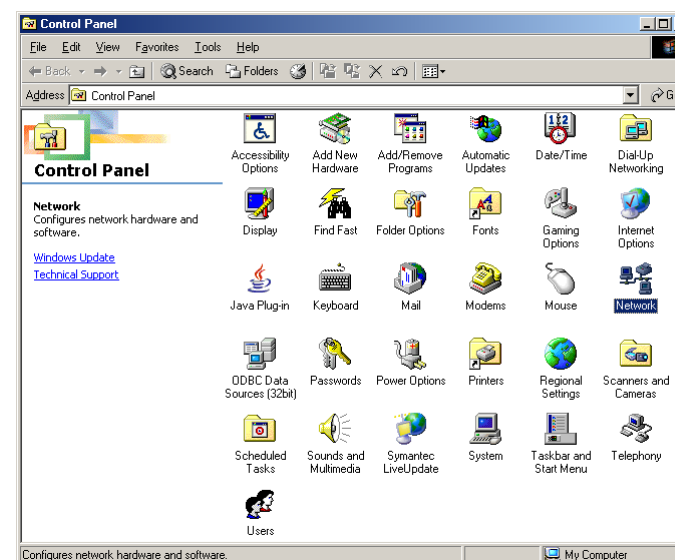 Control Panel
File Edit View Favorites Tools Help
Back Search Folders
Address Control Panel G
Control Panel
Network
Configures network hardware and
software.
Windows Update
Technical Support
Accessibility
Options
Add New
Hardware
Add/Remove
Programs
Automatic
Updates
Date/Time
Dial-Up
Networking
Display
Find Fast
Folder Options
Fonts
Gaming
Options
Internet
Options
Java Plug-in
Keyboard
Mail
Modems
Mouse
Network
ODBC Data
Sources (32bit)
Passwords
Power Options
Printers
Regional
Settings
Scanners and
Cameras
Scheduled
Tasks
Sounds and
Multimedia
Symantec
LiveUpdate
System
Taskbar and
Start Menu
Telephony
Users
Configures network hardware and software.
My Computer